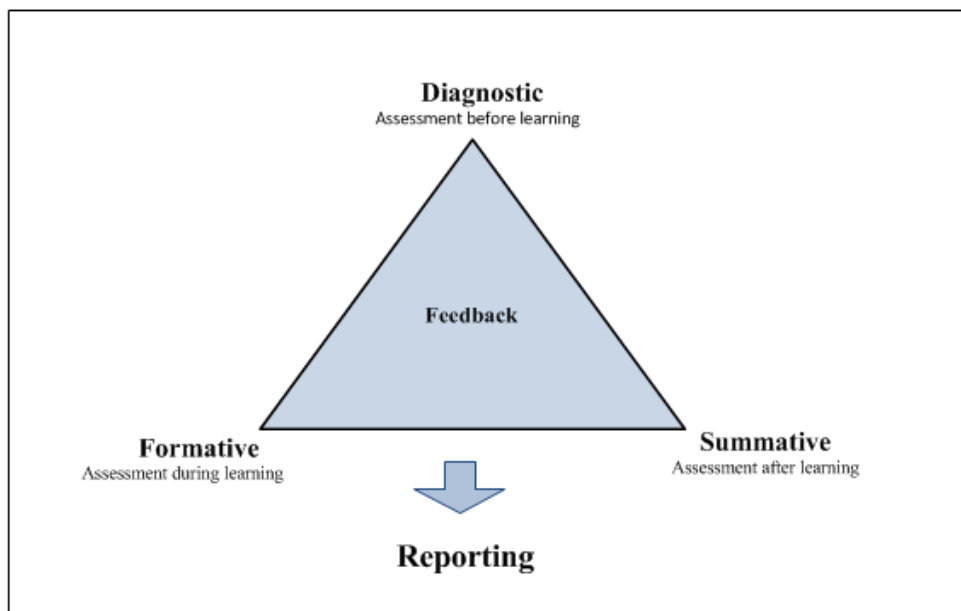 Diagnostic
Assessment before learning
Feedback
Formative
Assessment during learning
Summative
Assessment after learning
Reporting